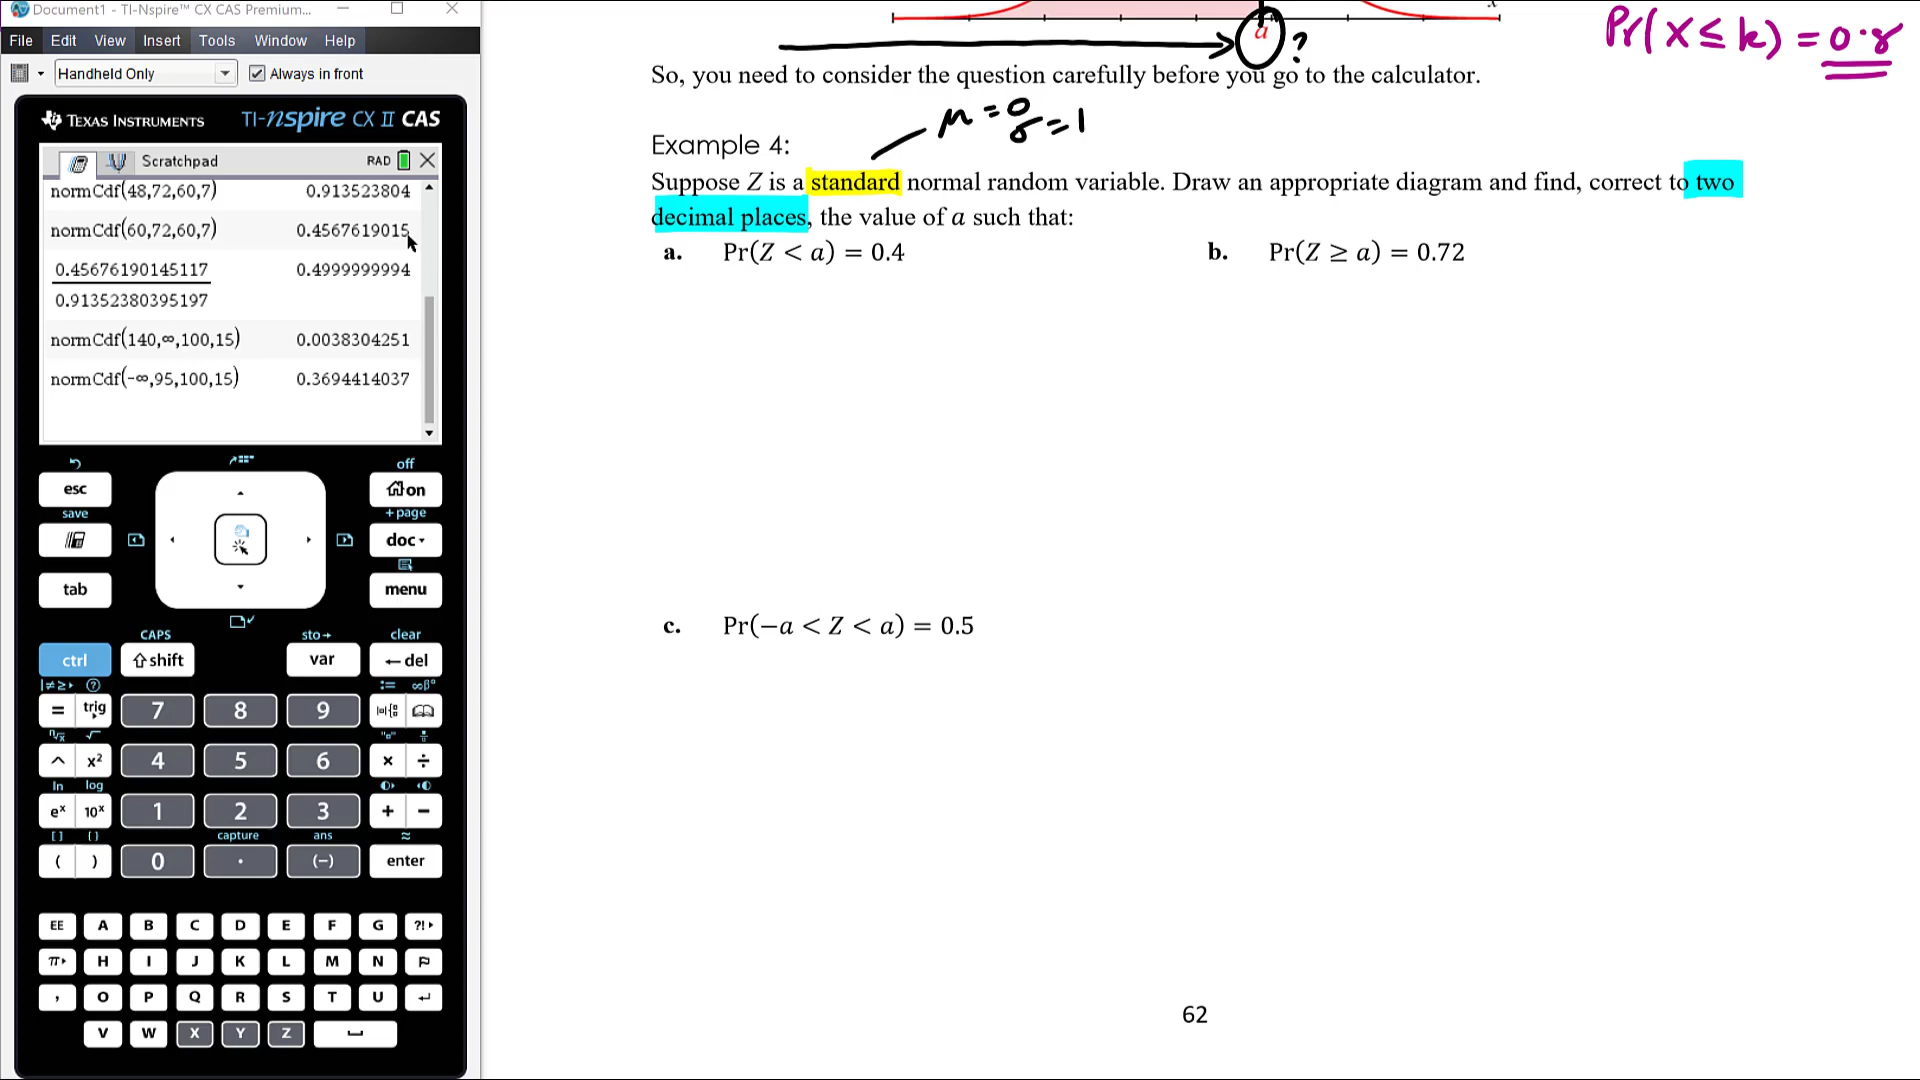 Document1 - TI-Nspire™ CX CAS Premium...
File Edit View Insert Tools Window Help
Handheld Only
Always in front
TEXAS INSTRUMENTS TI-nspire CX II CAS
Scratchpad RAD
normCdf(48,72,60,7) 0.913523804
normCdf(60,72,60,7) 0.4567619015
0.45676190145117 0.4999999994
0.91352380395197
normCdf(140,∞,100,15) 0.0038304251
normCdf(-∞,95,100,15) 0.3694414037
off
esc on
save +page
doc
tab menu
CAPS sto→ clear
ctrl shift var ←del
|≠≥▸ ? := ∞β°
= trig 7 8 9
ⁿ√x √ "▫" ▫/▫
^ x² 4 5 6 × ÷
ln log
eˣ 10ˣ 1 2 3 + −
[ ] { } capture ans ≈
( ) 0 . (−) enter
EE A B C D E F G ?!▸
π▸ H I J K L M N
, O P Q R S T U ↵
V W X Y Z
x
a ?
Pr(X ≤ k) = 0.8
So, you need to consider the question carefully before you go to the calculator.
μ = 0
σ = 1
Example 4:
Suppose Z is a standard normal random variable. Draw an appropriate diagram and find, correct to two
decimal places, the value of a such that:
a. Pr(Z < a) = 0.4 b. Pr(Z ≥ a) = 0.72
c. Pr(−a < Z < a) = 0.5
62